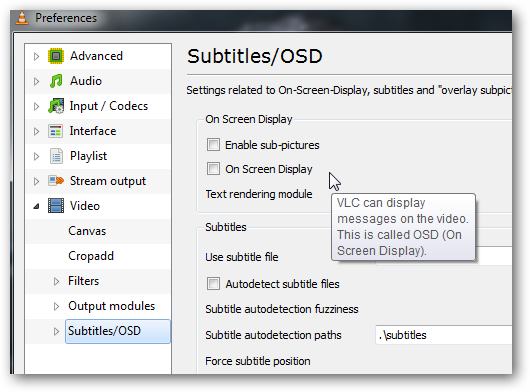 Preferences
Advanced
Audio
Input / Codecs
Interface
Playlist
Stream output
Video
Canvas
Cropadd
Filters
Output modules
Subtitles/OSD
Subtitles/OSD
Settings related to On-Screen-Display, subtitles and "overlay subpic
On Screen Display
Enable sub-pictures
On Screen Display
Text rendering module
VLC can display
messages on the video.
This is called OSD (On
Screen Display).
Subtitles
Use subtitle file
Autodetect subtitle files
Subtitle autodetection fuzziness
Subtitle autodetection paths
.\subtitles
Force subtitle position